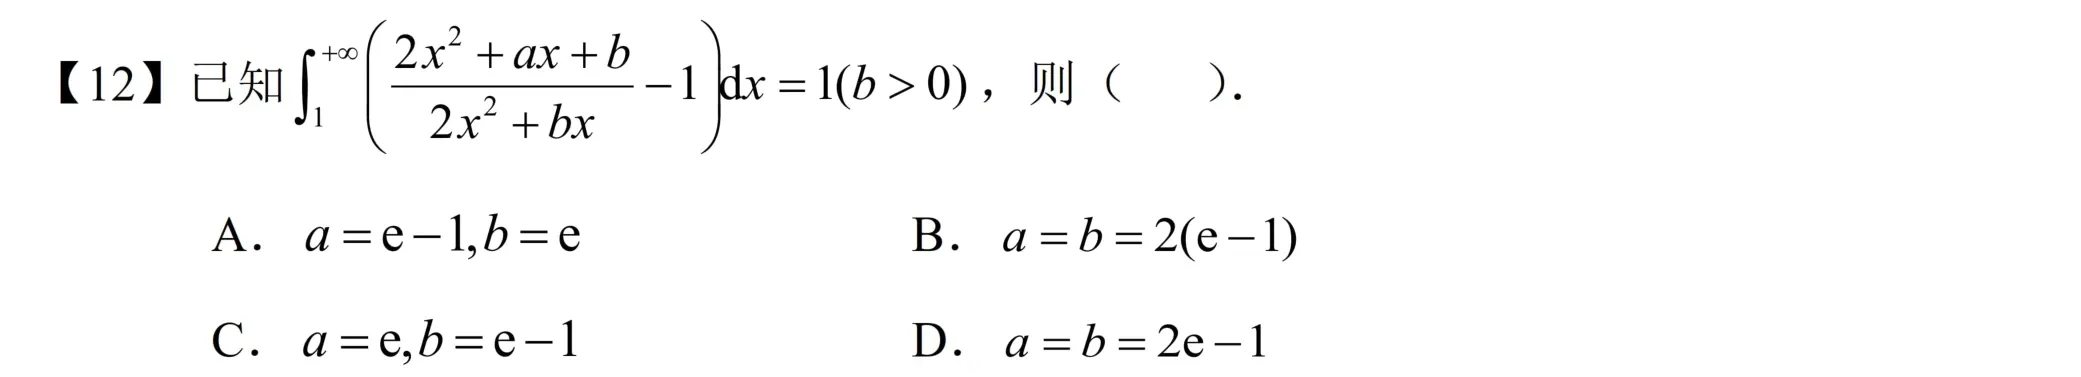 【12】已知∫₁^{+∞}((2x²+ax+b)/(2x²+bx)−1)dx=1(b>0)，则（ ）.
A. a=e−1,b=e B. a=b=2(e−1)
C. a=e,b=e−1 D. a=b=2e−1